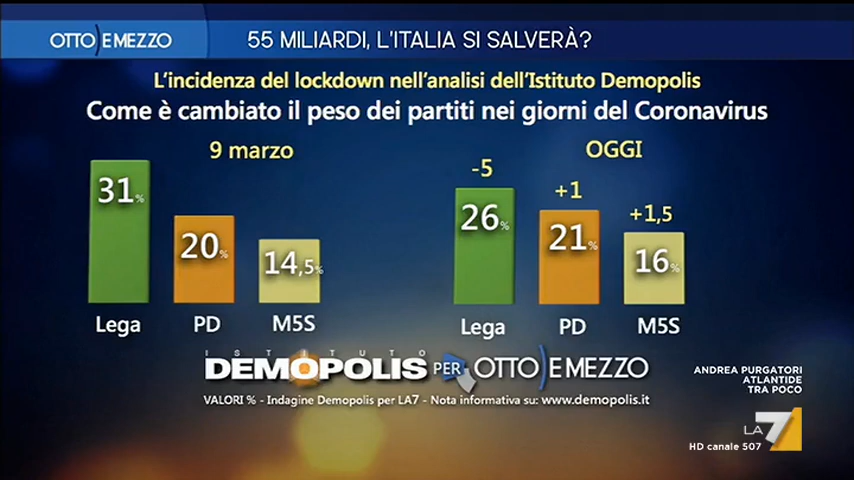 OTTO E MEZZO
55 MILIARDI, L'ITALIA SI SALVERÀ?
L'incidenza del lockdown nell'analisi dell'Istituto Demopolis
Come è cambiato il peso dei partiti nei giorni del Coronavirus
9 marzo
31%
20%
14,5%
Lega PD M5S
OGGI
-5 +1 +1,5
26%
21%
16%
Lega PD M5S
ISTITUTO
DEMOPOLIS PER OTTO E MEZZO
VALORI % - Indagine Demopolis per LA7 - Nota informativa su: www.demopolis.it
ANDREA PURGATORI
ATLANTIDE
TRA POCO
LA7
HD canale 507